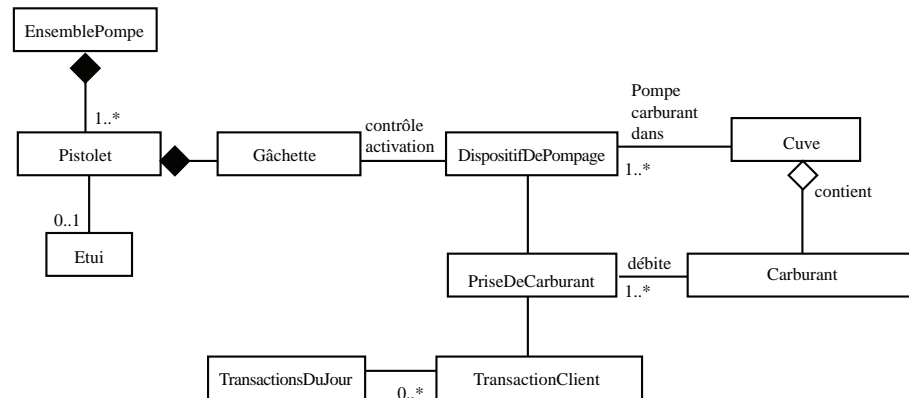 EnsemblePompe
1..*
Pompe
carburant
dans
contrôle
activation
Pistolet
Gâchette
DispositifDePompage
1..*
Cuve
contient
0..1
Etui
débite
1..*
PriseDeCarburant
Carburant
TransactionsDuJour
0..*
TransactionClient